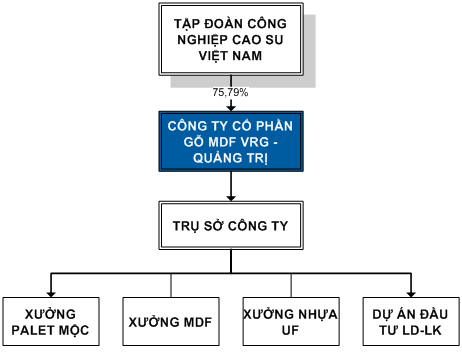 TẬP ĐOÀN CÔNG
NGHIỆP CAO SU
VIỆT NAM
75,79%
CÔNG TY CỔ PHẦN
GỖ MDF VRG -
QUẢNG TRỊ
TRỤ SỞ CÔNG TY
XƯỞNG
PALET MỘC
XƯỞNG MDF
XƯỞNG NHỰA
UF
DỰ ÁN ĐẦU
TƯ LD-LK